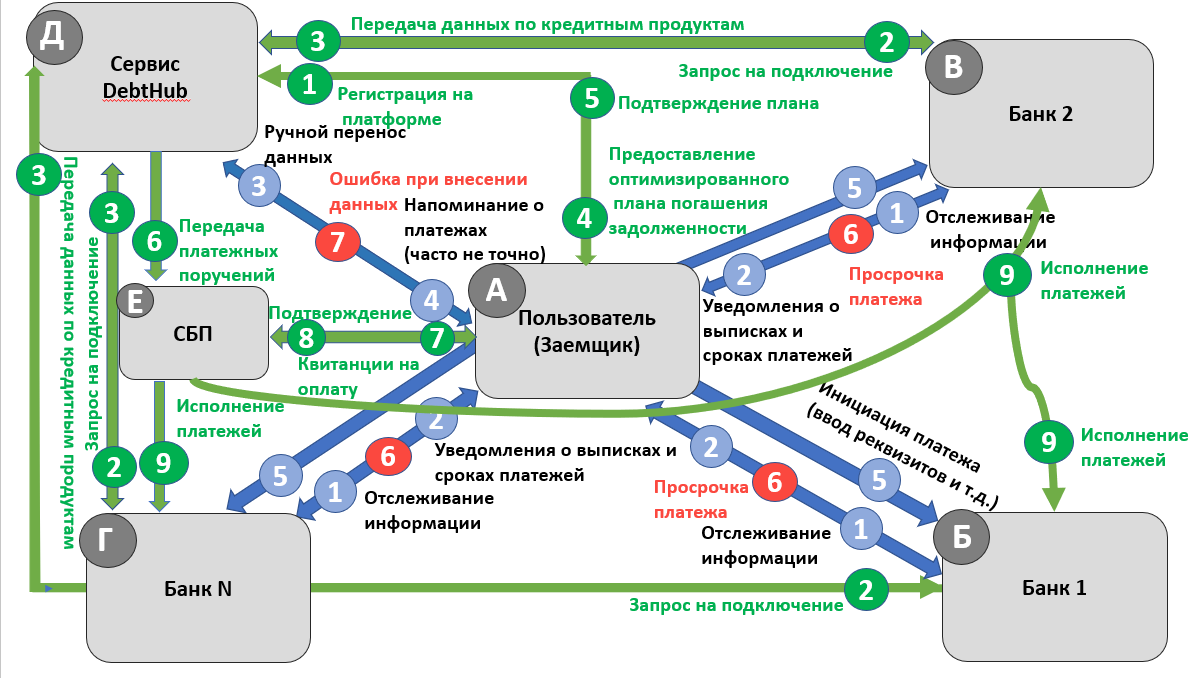 Д
Сервис
DebtHub
Передача данных по кредитным продуктам
3
2
Запрос на подключение
В
Банк 2
1
Регистрация на
платформе
5
Подтверждение плана
Ручной перенос
данных
3
Ошибка при внесении
данных
7
Напоминание о
платежах
(часто не точно)
4
Предоставление
оптимизированного
плана погашения
задолженности
4
5
1
6
2
Отслеживание
информации
Просрочка
платежа
Уведомления о
выписках и
сроках платежей
9
Исполнение
платежей
3
Передача данных по кредитным продуктам
3
Запрос на подключение
2
6
Передача
платежных
поручений
Е
СБП
Подтверждение
8
7
Квитанции на
оплату
А
Пользователь
(Заемщик)
Исполнение
платежей
9
5
2
6
1
Уведомления о выписках и
сроках платежей
Отслеживание
информации
Инициация платежа
(ввод реквизитов и т.д.)
2
6
5
1
Просрочка
платежа
Отслеживание
информации
9
Исполнение
платежей
Г
Банк N
2
Запрос на подключение
Б
Банк 1